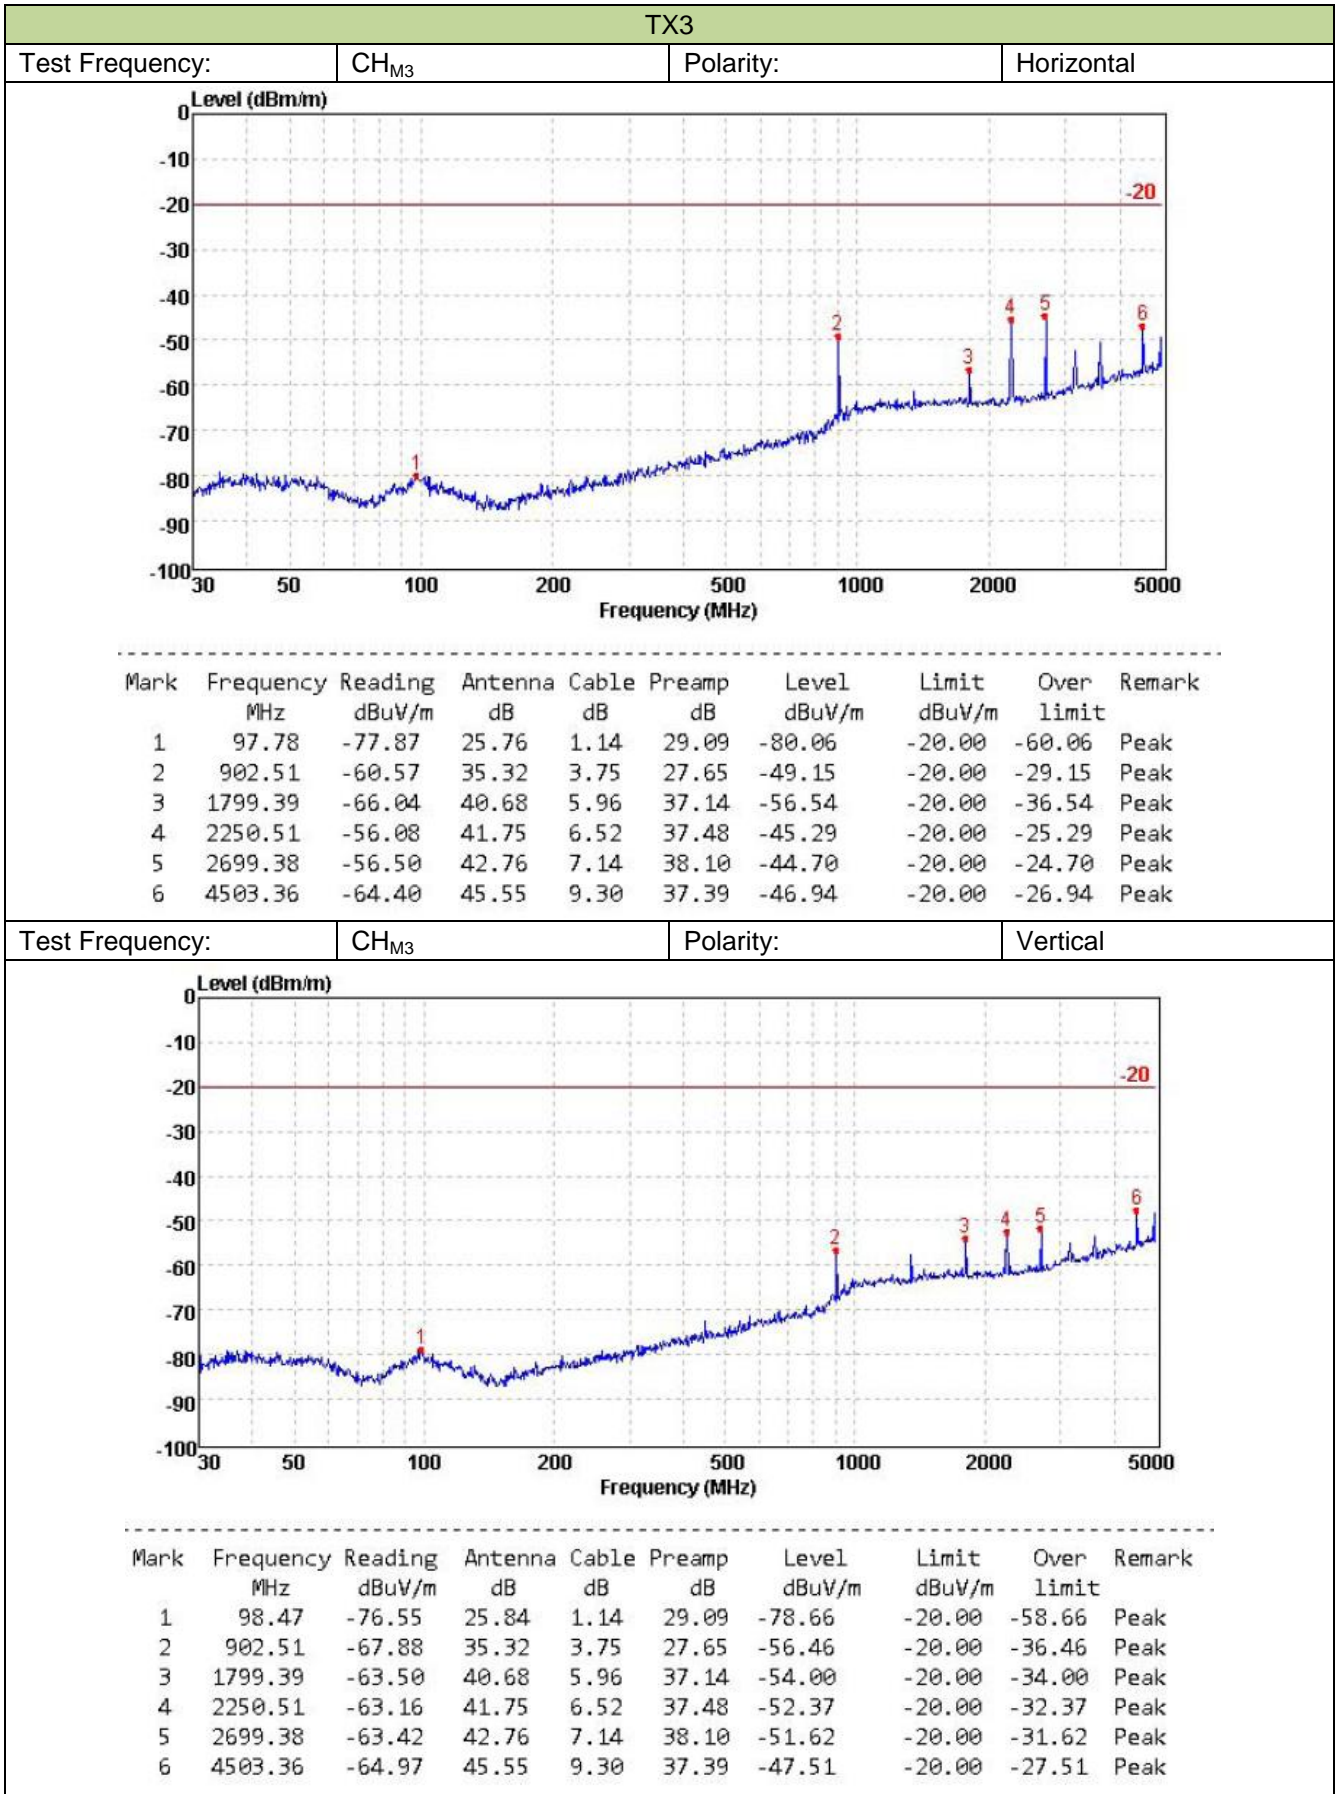 TX3
Test Frequency: CHM3 Polarity: Horizontal
Level (dBm/m)
0
-10
-20
-20
-30
-40
-50
-60
-70
-80
-90
-100
1 2 3 4 5 6
30 50 100 200 500 1000 2000 5000
Frequency (MHz)
Mark Frequency Reading Antenna Cable Preamp Level Limit Over Remark
MHz dBuV/m dB dB dB dBuV/m dBuV/m limit
1 97.78 -77.87 25.76 1.14 29.09 -80.06 -20.00 -60.06 Peak
2 902.51 -60.57 35.32 3.75 27.65 -49.15 -20.00 -29.15 Peak
3 1799.39 -66.04 40.68 5.96 37.14 -56.54 -20.00 -36.54 Peak
4 2250.51 -56.08 41.75 6.52 37.48 -45.29 -20.00 -25.29 Peak
5 2699.38 -56.50 42.76 7.14 38.10 -44.70 -20.00 -24.70 Peak
6 4503.36 -64.40 45.55 9.30 37.39 -46.94 -20.00 -26.94 Peak
Test Frequency: CHM3 Polarity: Vertical
Level (dBm/m)
0
-10
-20
-20
-30
-40
-50
-60
-70
-80
-90
-100
1 2 3 4 5 6
30 50 100 200 500 1000 2000 5000
Frequency (MHz)
Mark Frequency Reading Antenna Cable Preamp Level Limit Over Remark
MHz dBuV/m dB dB dB dBuV/m dBuV/m limit
1 98.47 -76.55 25.84 1.14 29.09 -78.66 -20.00 -58.66 Peak
2 902.51 -67.88 35.32 3.75 27.65 -56.46 -20.00 -36.46 Peak
3 1799.39 -63.50 40.68 5.96 37.14 -54.00 -20.00 -34.00 Peak
4 2250.51 -63.16 41.75 6.52 37.48 -52.37 -20.00 -32.37 Peak
5 2699.38 -63.42 42.76 7.14 38.10 -51.62 -20.00 -31.62 Peak
6 4503.36 -64.97 45.55 9.30 37.39 -47.51 -20.00 -27.51 Peak